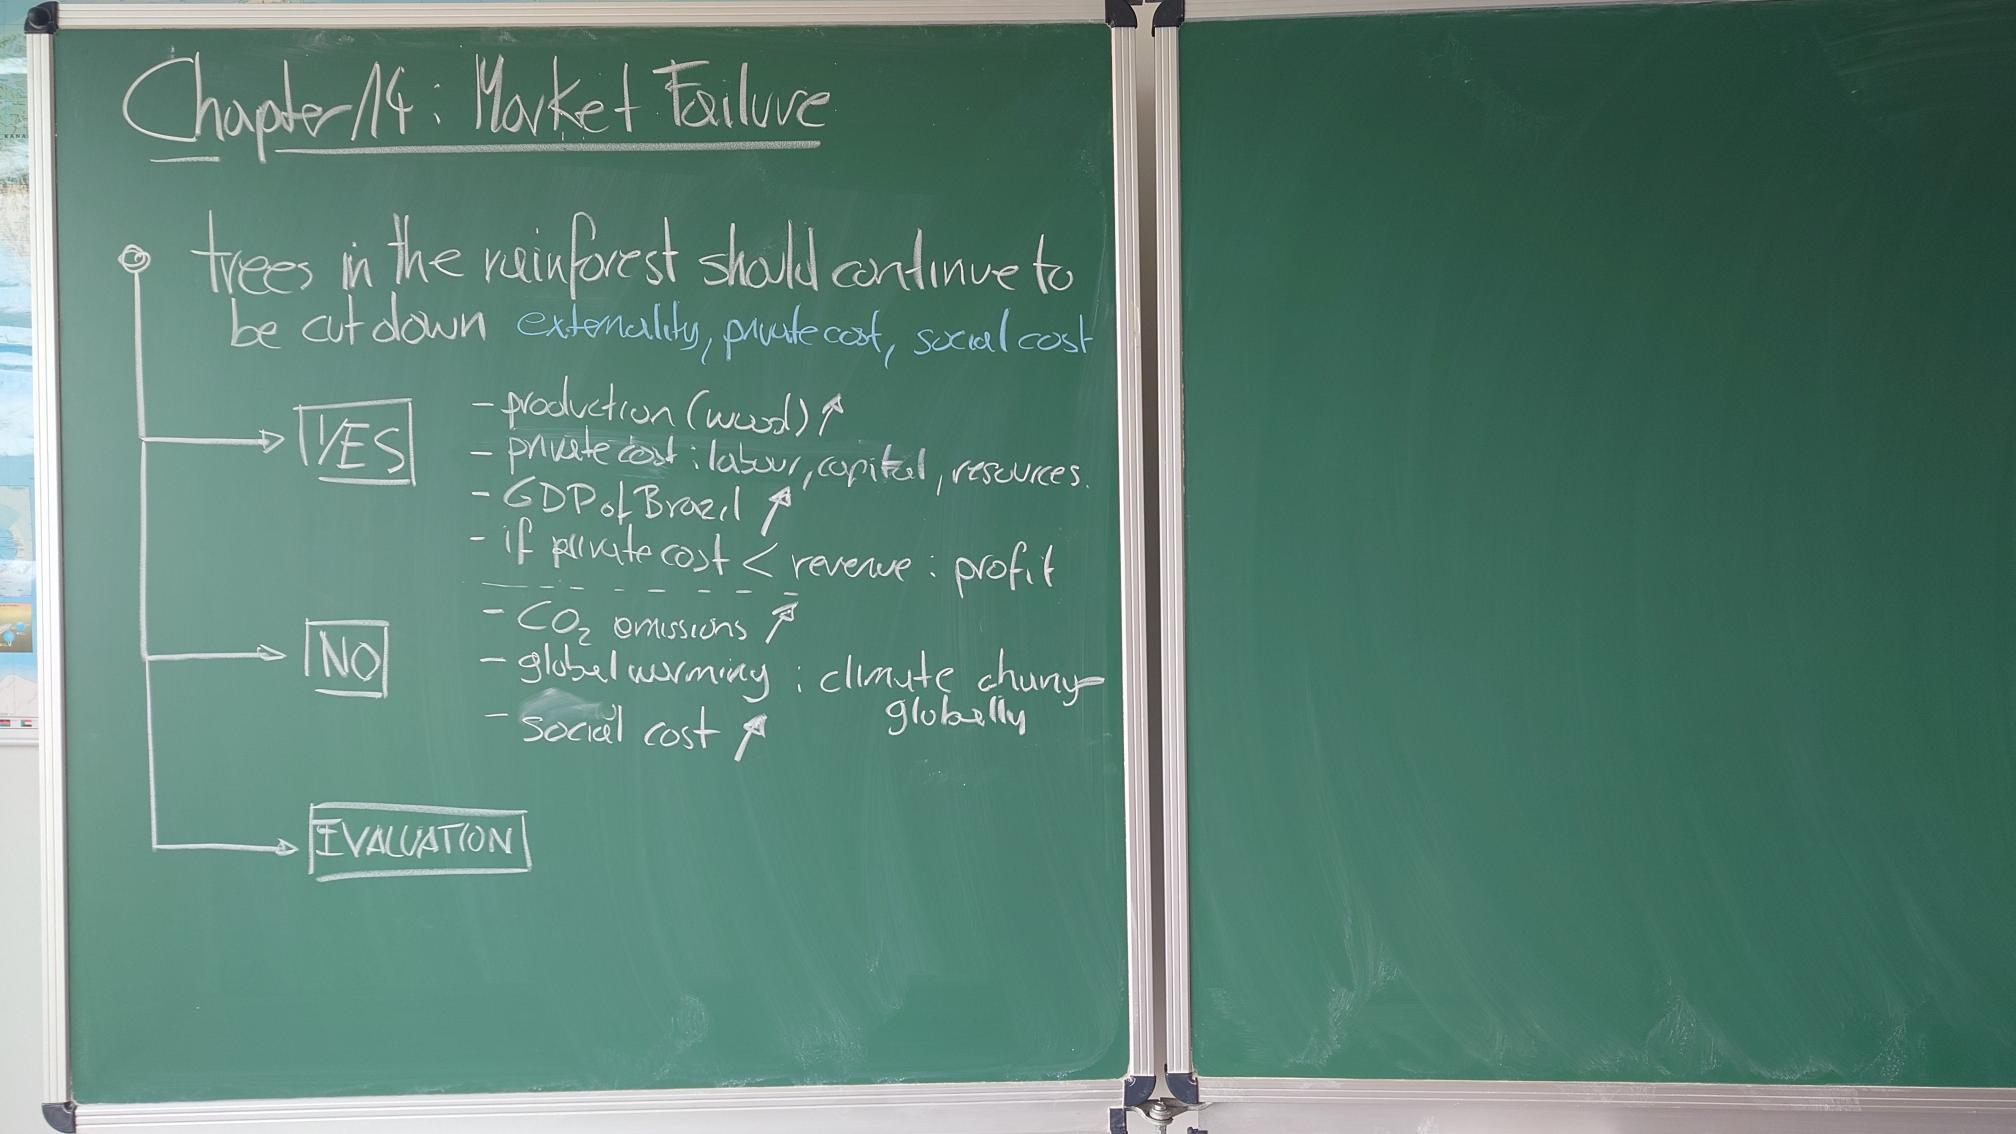 Chapter 14: Market Failure
trees in the rainforest should continue to
be cut down externality, private cost, social cost
YES
- production (wood) ↗
- private cost: labour, capital, resources.
- GDP of Brazil ↗
- if private cost < revenue: profit
NO
- CO₂ emissions ↗
- global warming: climate chang
globally
- social cost ↗
EVALUATION